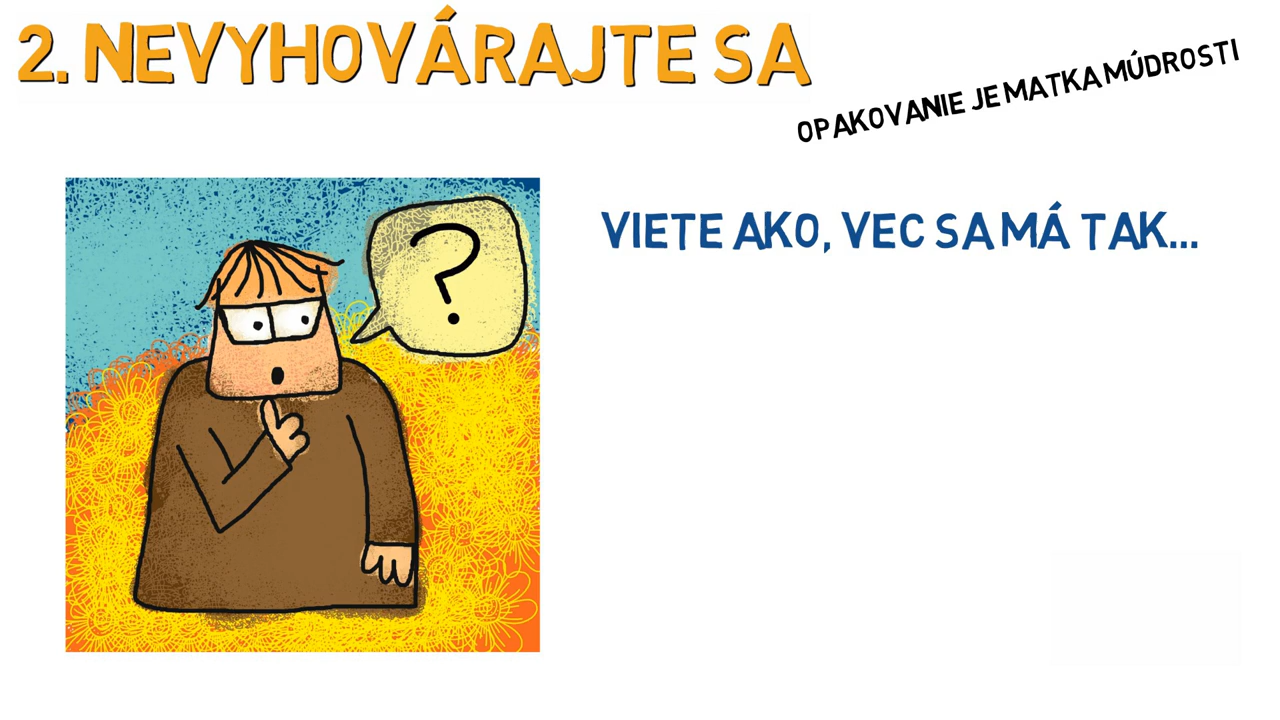 2. NEVYHOVÁRAJTE SA
OPAKOVANIE JE MATKA MÚDROSTI
VIETE AKO, VEC SA MÁ TAK...
?